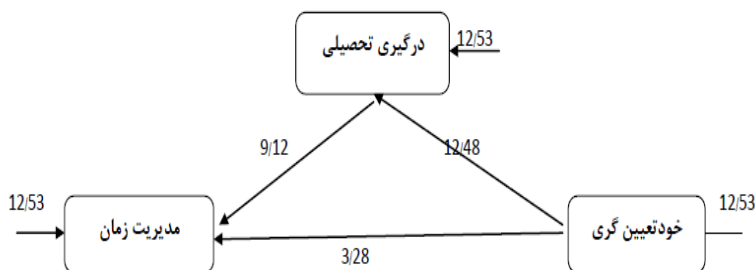 درگیری تحصیلی
12/53
9/12
12/48
12/53
مدیریت زمان
خودتعیین گری
12/53
3/28